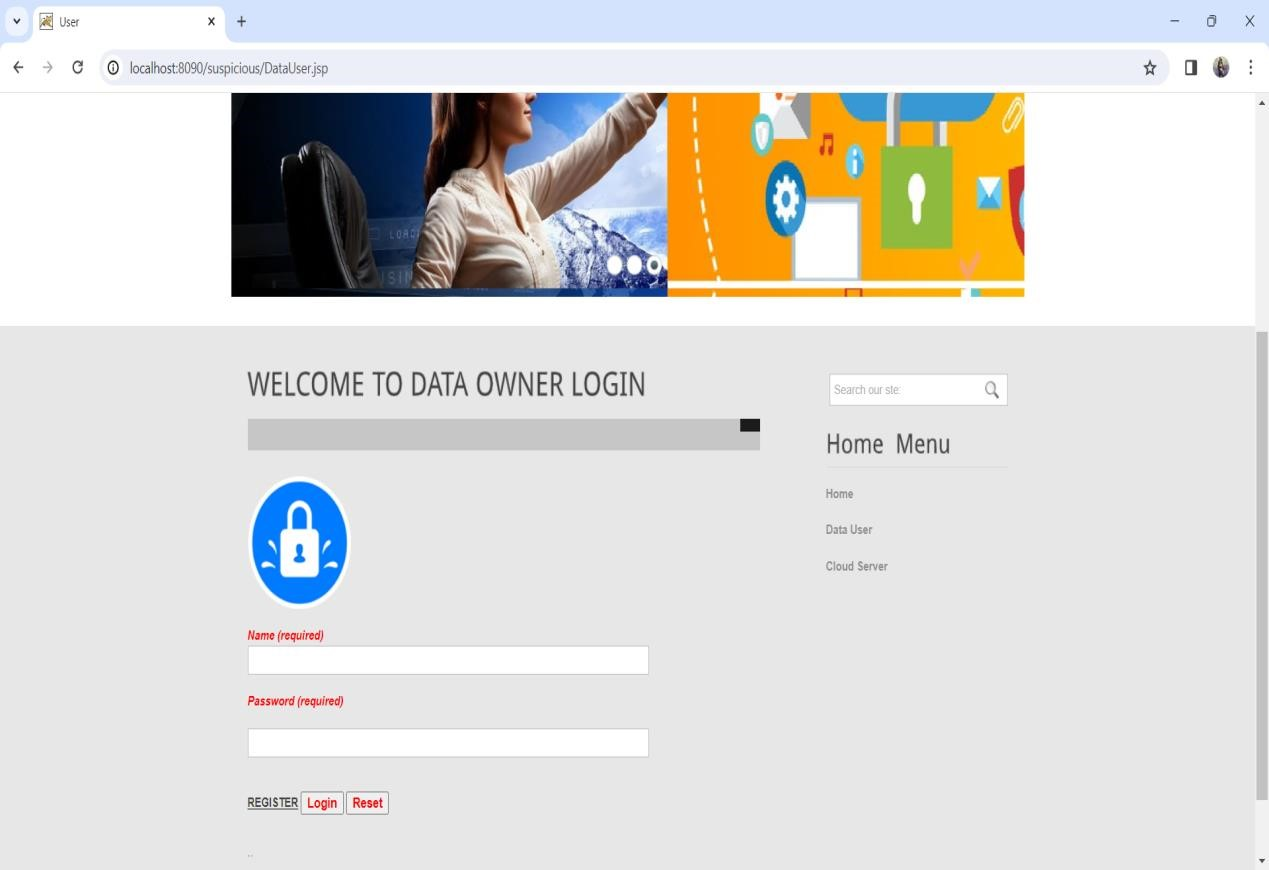 User
localhost:8090/suspicious/DataUser.jsp
WELCOME TO DATA OWNER LOGIN
Search our ste:
Home Menu
Home
Data User
Cloud Server
Name (required)
Password (required)
REGISTER Login Reset
..